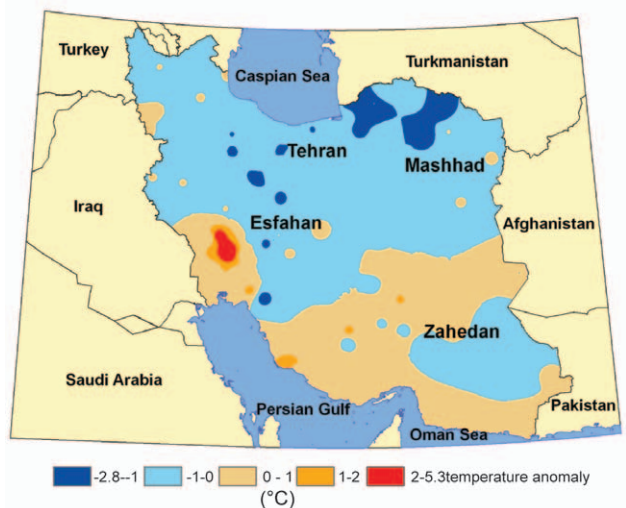 Turkey
Turkmanistan
Caspian Sea
Tehran
Mashhad
Iraq
Esfahan
Afghanistan
Zahedan
Saudi Arabia
Persian Gulf
Pakistan
Oman Sea
-2.8--1
-1-0
0 - 1
1-2
2-5.3temperature anomaly
(°C)